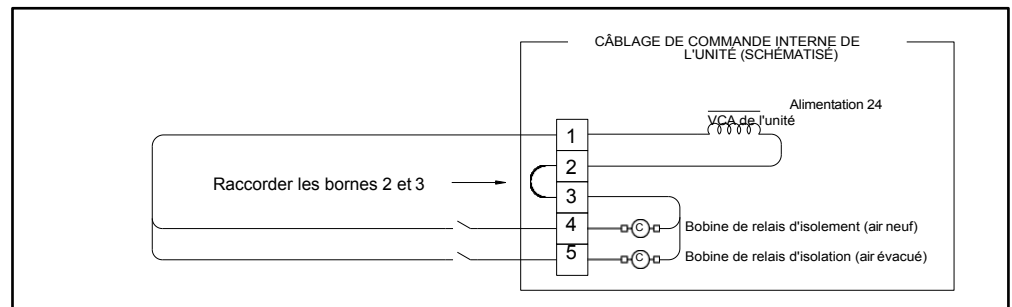 CÂBLAGE DE COMMANDE INTERNE DE
L'UNITÉ (SCHÉMATISÉ)
Alimentation 24
VCA de l'unité
1
2
Raccorder les bornes 2 et 3
3
4
C
Bobine de relais d'isolement (air neuf)
5
C
Bobine de relais d'isolation (air évacué)